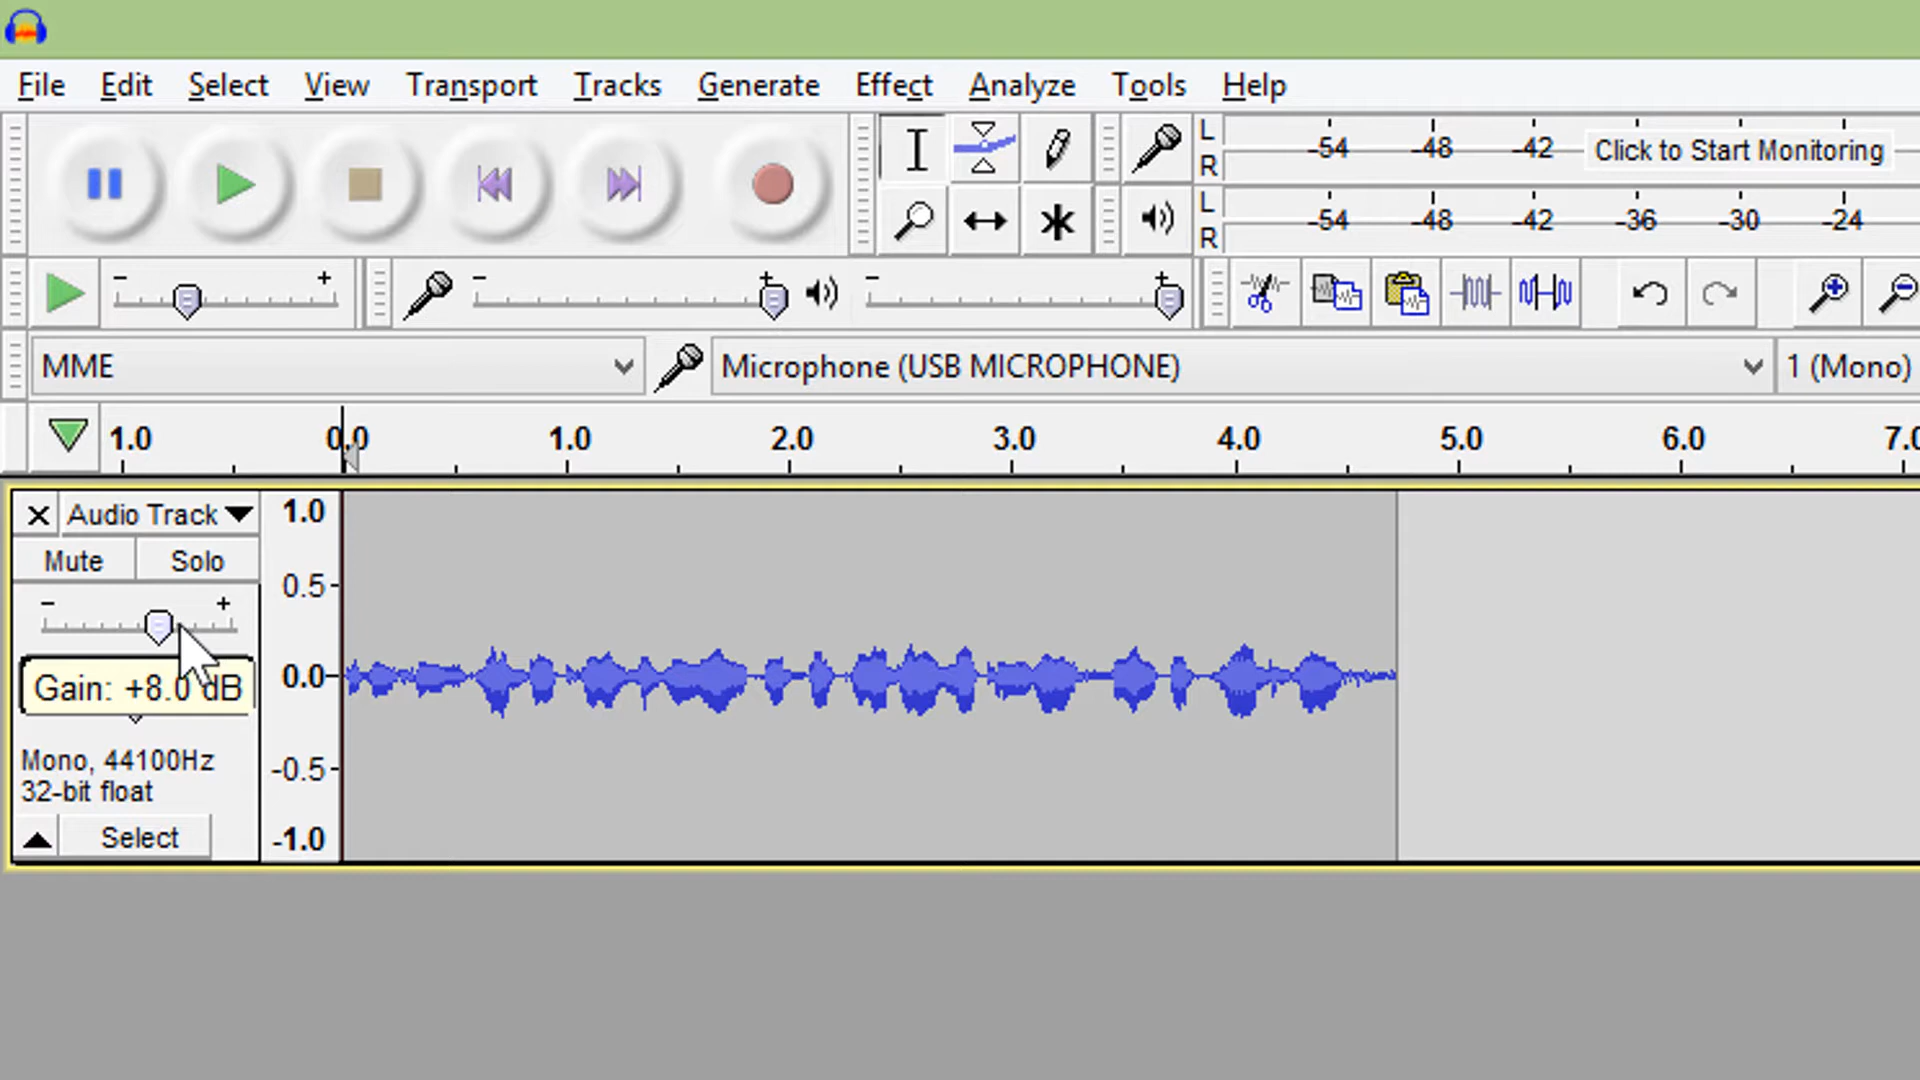 File Edit Select View Transport Tracks Generate Effect Analyze Tools Help
L
R
-54 -48 -42 Click to Start Monitoring
L
R
-54 -48 -42 -36 -30 -24
- +
- +
- +
MME
Microphone (USB MICROPHONE)
1 (Mono)
1.0 0.0 1.0 2.0 3.0 4.0 5.0 6.0 7.0
X Audio Track
Mute Solo
- +
Gain: +8.0 dB
Mono, 44100Hz
32-bit float
Select
1.0
0.5-
0.0-
-0.5-
-1.0